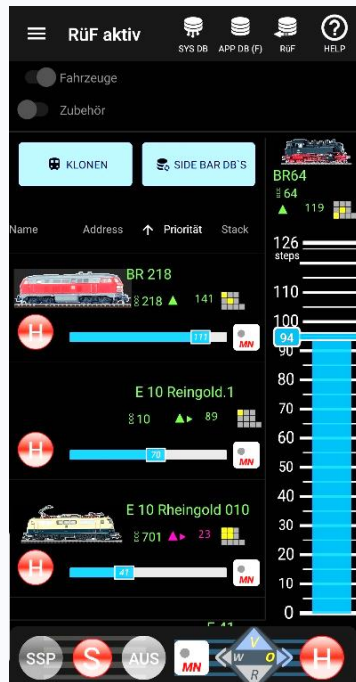 RüF aktiv
SYS DB
APP DB (F)
RüF
HELP
Fahrzeuge
Zubehör
KLONEN
SIDE BAR DB`S
Name Address Priorität Stack
BR 218
218 141
H
113
MN
E 10 Reingold.1
10 89
H
70
MN
E 10 Rheingold 010
701 23
H
41
MN
E 41
BR64
64
119
126
steps
110
100
94
90
80
70
60
50
40
30
20
10
0
SSP
S
AUS
MN
V
W
O
R
H